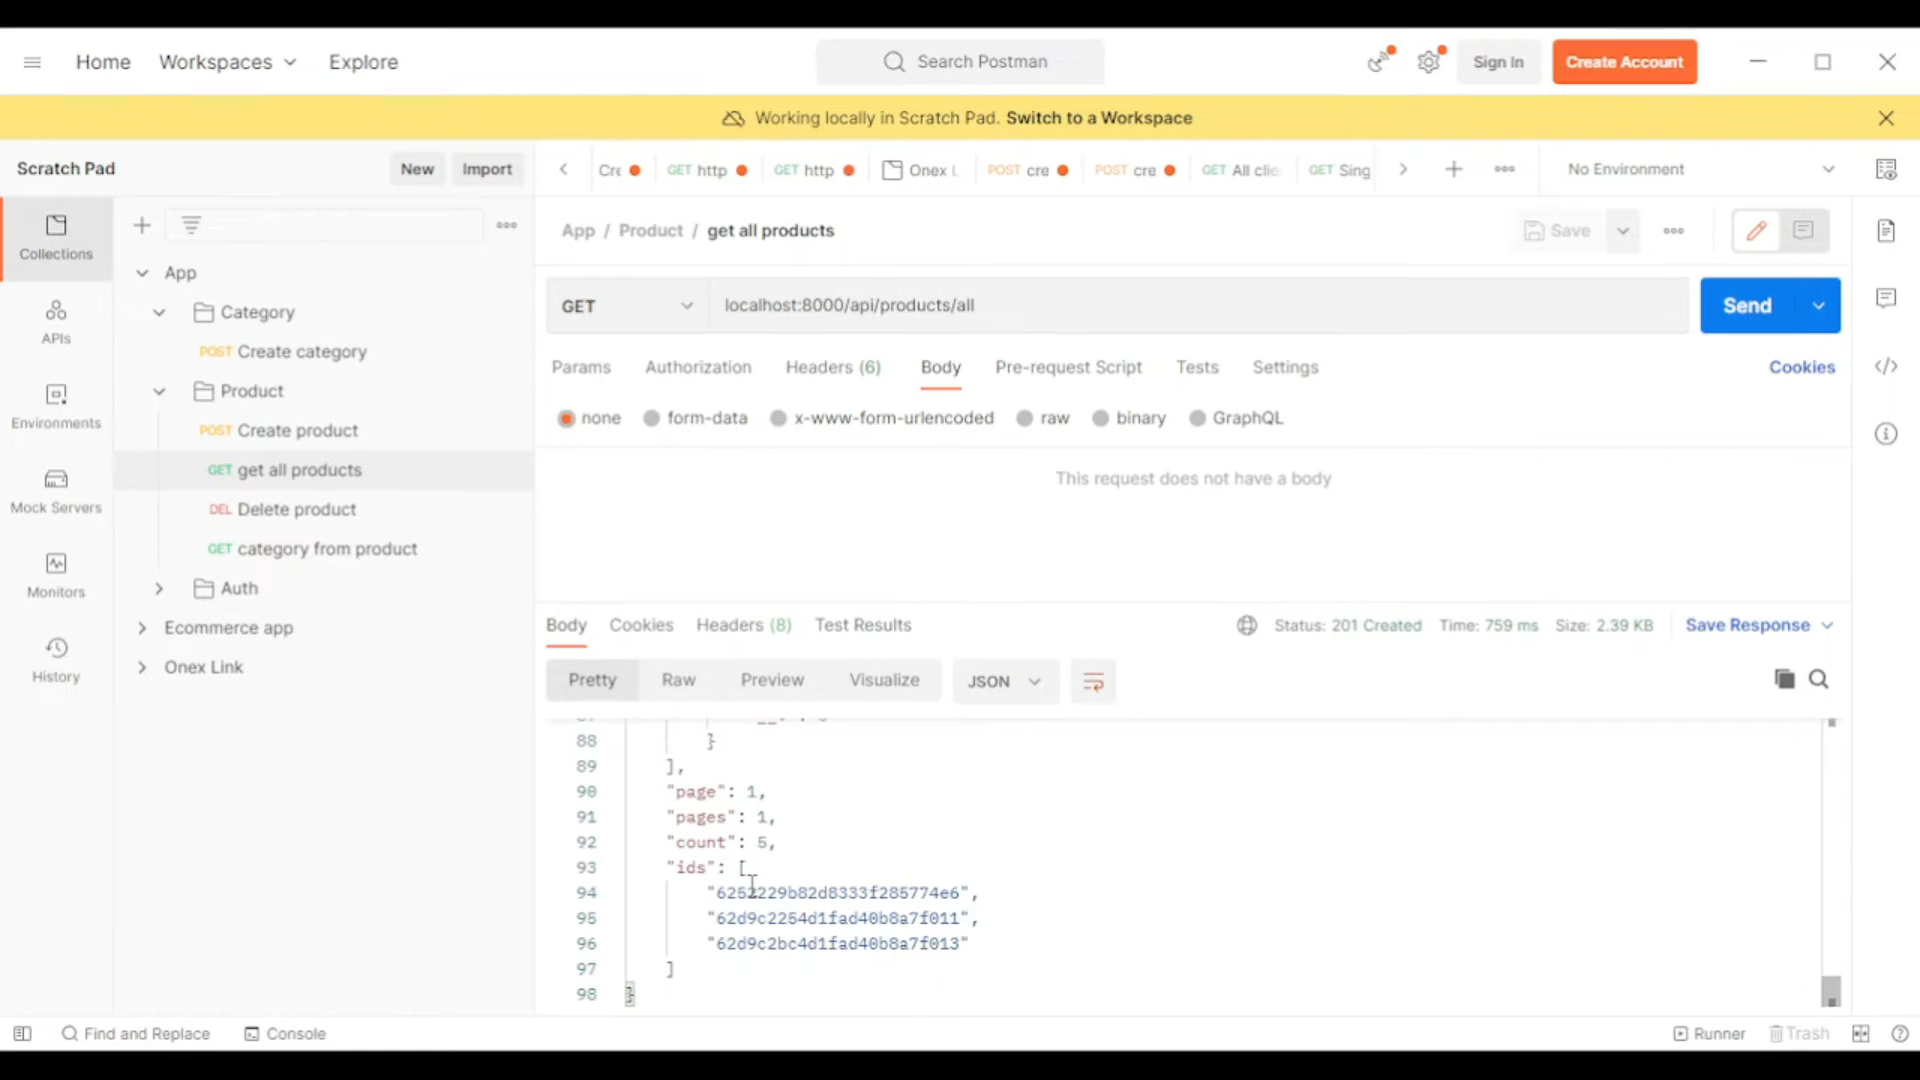 Home Workspaces Explore Search Postman Sign In Create Account
Working locally in Scratch Pad. Switch to a Workspace
Scratch Pad New Import
Cre GET http GET http Onex L POST cre POST cre GET All clie GET Sing No Environment
Collections
APIs
Environments
Mock Servers
Monitors
History
App
Category
POST Create category
Product
POST Create product
GET get all products
DEL Delete product
GET category from product
Auth
Ecommerce app
Onex Link
App / Product / get all products Save
GET localhost:8000/api/products/all Send
Params Authorization Headers (6) Body Pre-request Script Tests Settings Cookies
none form-data x-www-form-urlencoded raw binary GraphQL
This request does not have a body
Body Cookies Headers (8) Test Results Status: 201 Created Time: 759 ms Size: 2.39 KB Save Response
Pretty Raw Preview Visualize JSON
88 }
89 ],
90 "page": 1,
91 "pages": 1,
92 "count": 5,
93 "ids": [
94 "6252229b82d8333f285774e6",
95 "62d9c2254d1fad40b8a7f011",
96 "62d9c2bc4d1fad40b8a7f013"
97 ]
98 }
Find and Replace Console Runner Trash